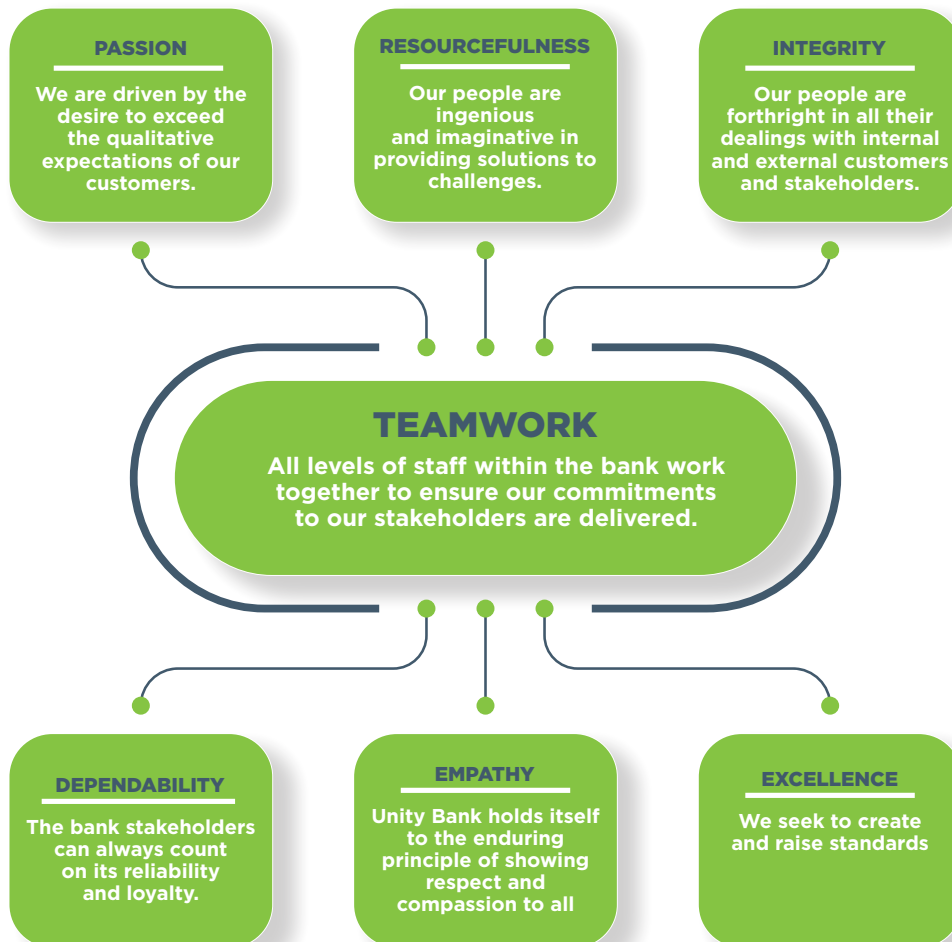 PASSION
We are driven by the
desire to exceed
the qualitative
expectations of our
customers.
RESOURCEFULNESS
Our people are
ingenious
and imaginative in
providing solutions to
challenges.
INTEGRITY
Our people are
forthright in all their
dealings with internal
and external customers
and stakeholders.
TEAMWORK
All levels of staff within the bank work
together to ensure our commitments
to our stakeholders are delivered.
DEPENDABILITY
The bank stakeholders
can always count
on its reliability
and loyalty.
EMPATHY
Unity Bank holds itself
to the enduring
principle of showing
respect and
compassion to all
EXCELLENCE
We seek to create
and raise standards